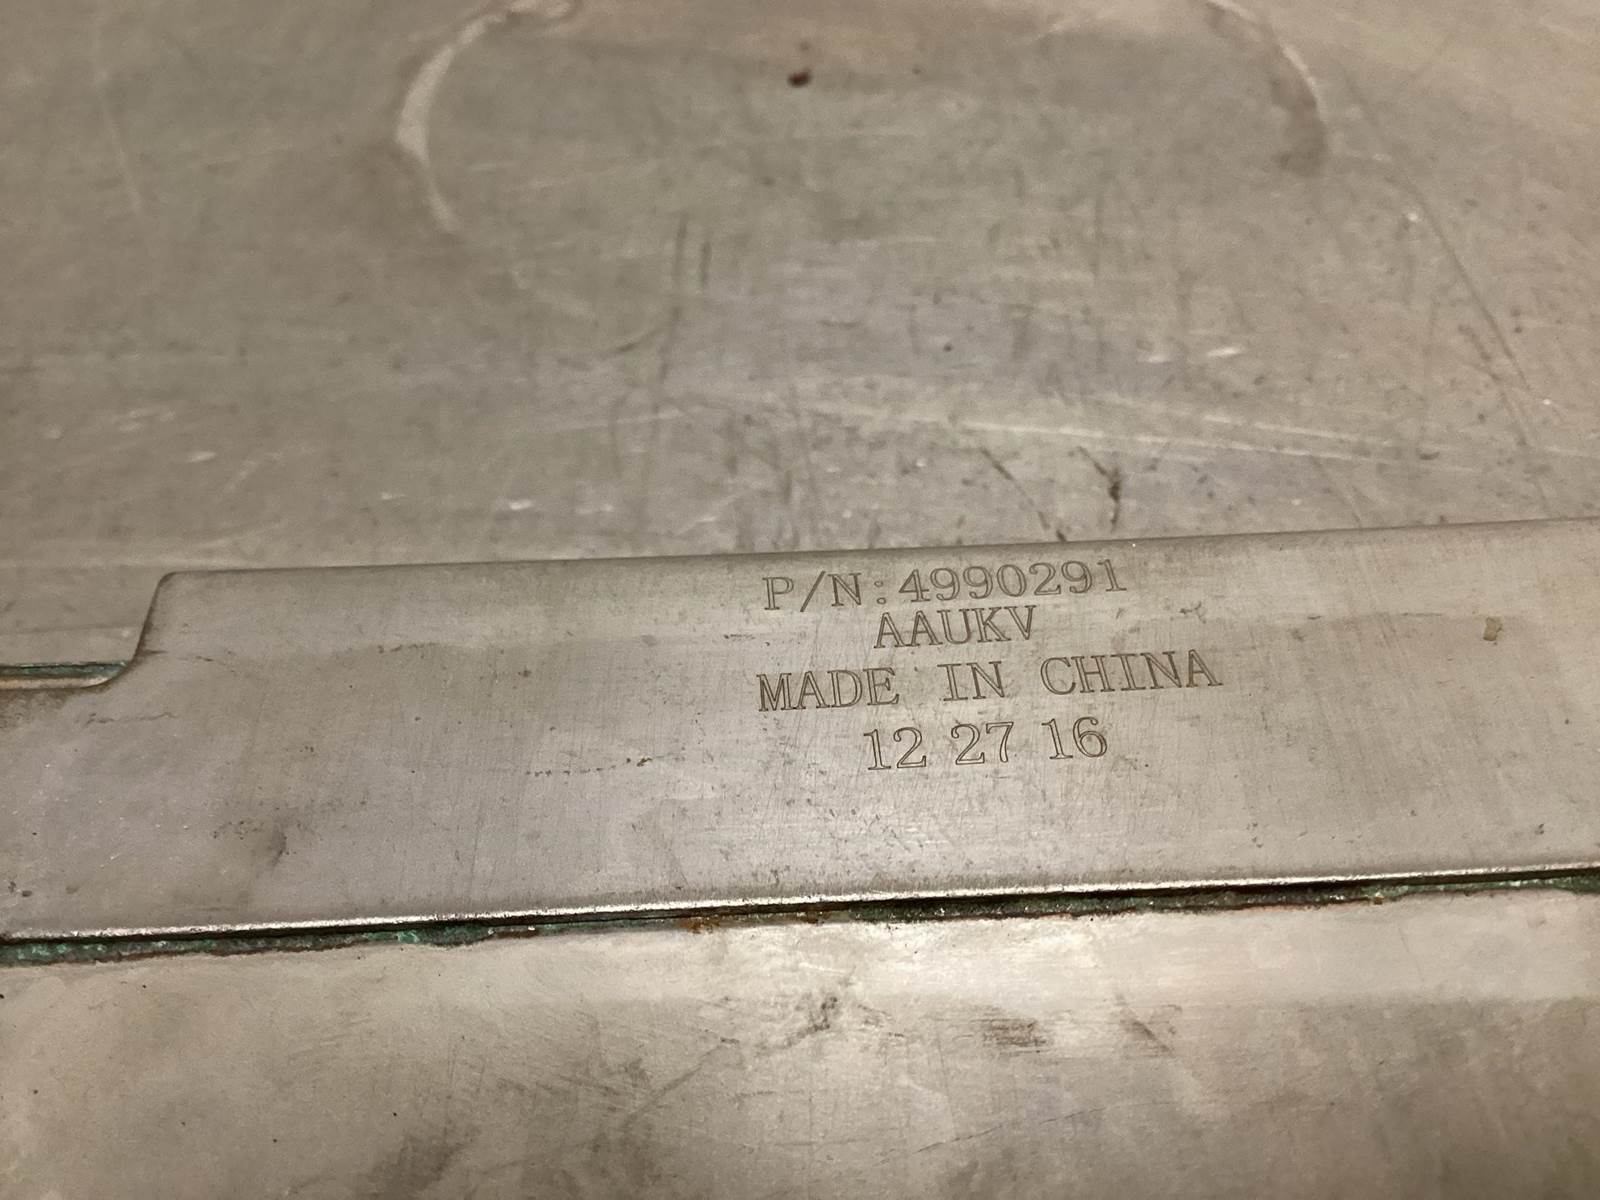 P/N:4990291
AAUKV
MADE IN CHINA
12 27 16